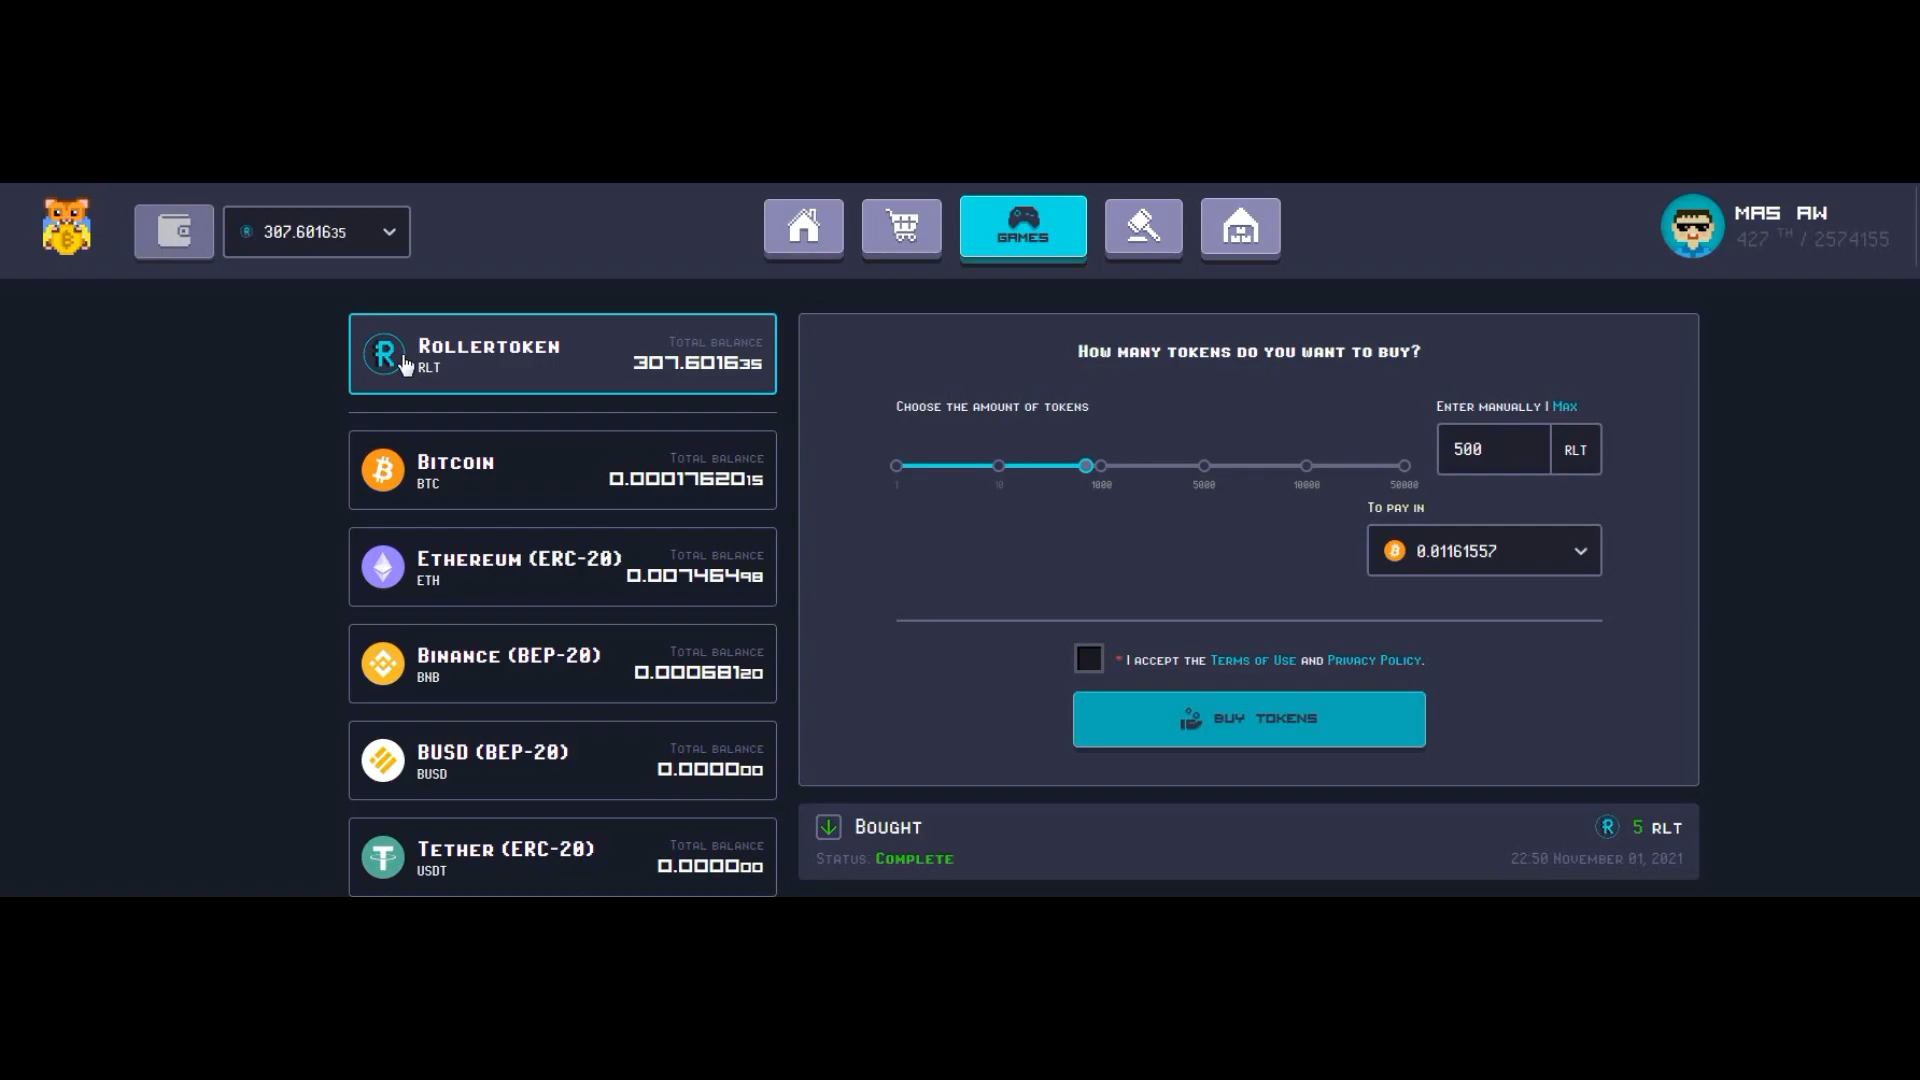 307.601635
GAMES
MAS AW
427 TH / 2574155
ROLLERTOKEN
RLT
TOTAL BALANCE
307.601635
BITCOIN
BTC
TOTAL BALANCE
0.0001762015
ETHEREUM (ERC-20)
ETH
TOTAL BALANCE
0.00746498
BINANCE (BEP-20)
BNB
TOTAL BALANCE
0.00068120
BUSD (BEP-20)
BUSD
TOTAL BALANCE
0.000000
TETHER (ERC-20)
USDT
TOTAL BALANCE
0.000000
HOW MANY TOKENS DO YOU WANT TO BUY?
CHOOSE THE AMOUNT OF TOKENS
1 10 1000 5000 10000 50000
ENTER MANUALLY | MAX
500 RLT
TO PAY IN
0.01161557
* I ACCEPT THE TERMS OF USE AND PRIVACY POLICY.
BUY TOKENS
BOUGHT
5 RLT
STATUS: COMPLETE
22:50 NOVEMBER 01, 2021